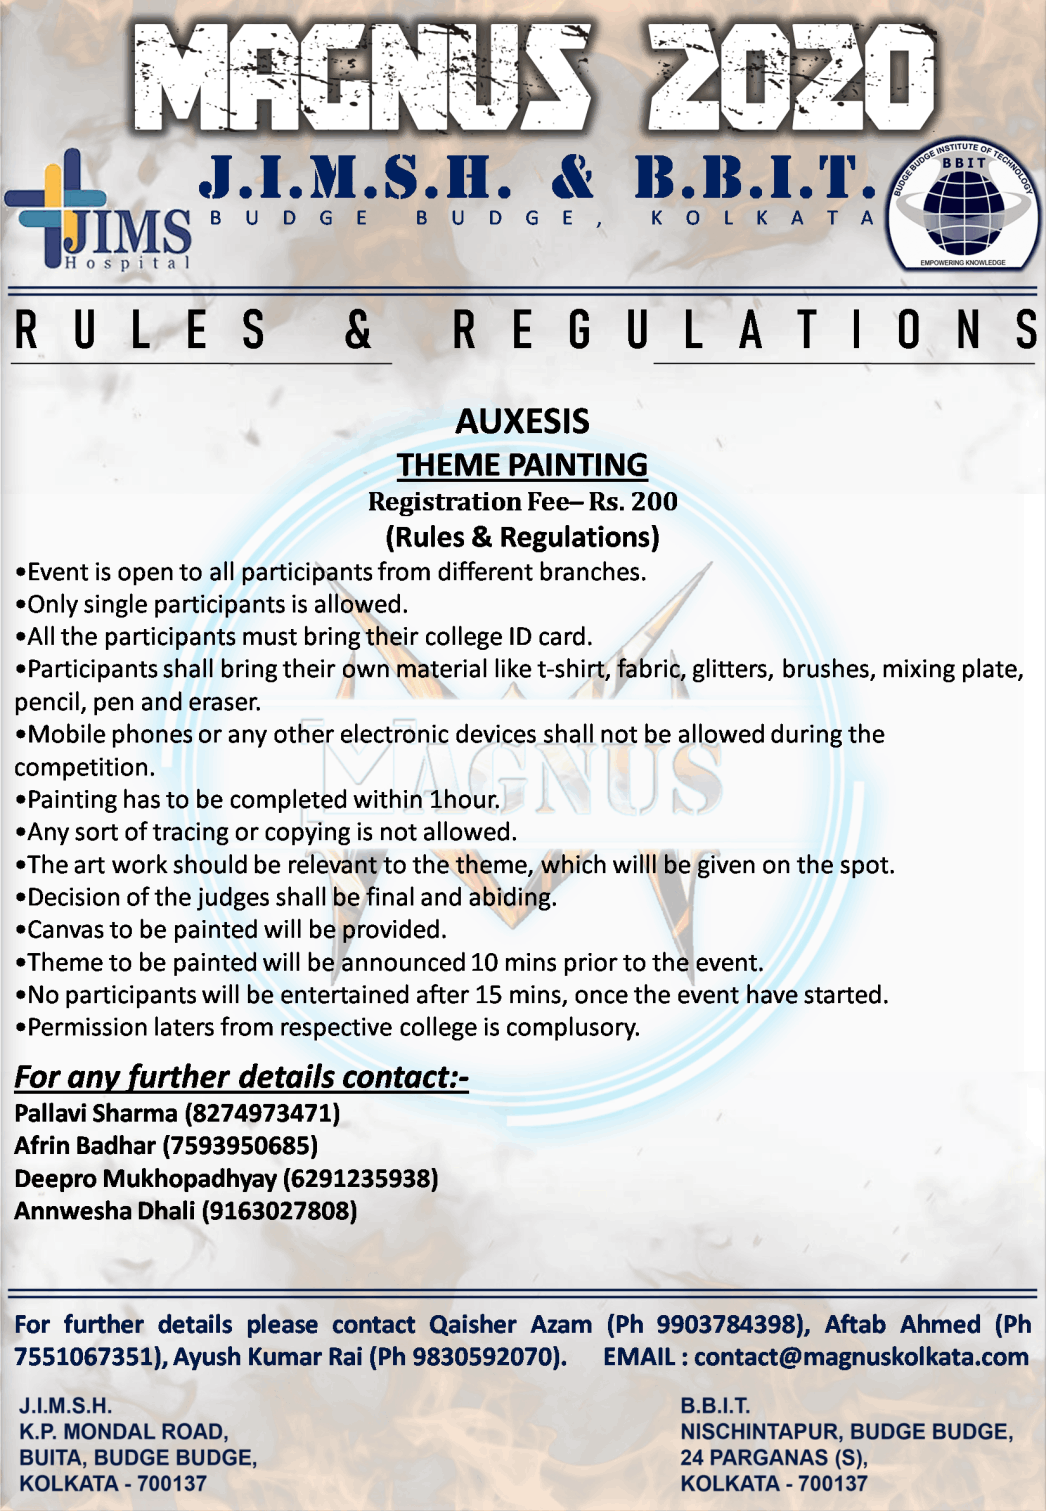 MAGNUS 2020
J.I.M.S.H. & B.B.I.T.
BUDGE BUDGE, KOLKATA
JIMS
Hospital
BUDGE BUDGE INSTITUTE OF TECHNOLOGY
BBIT
EMPOWERING KNOWLEDGE
RULES & REGULATIONS
AUXESIS
THEME PAINTING
Registration Fee– Rs. 200
(Rules & Regulations)
•Event is open to all participants from different branches.
•Only single participants is allowed.
•All the participants must bring their college ID card.
•Participants shall bring their own material like t-shirt, fabric, glitters, brushes, mixing plate,
pencil, pen and eraser.
•Mobile phones or any other electronic devices shall not be allowed during the
competition.
•Painting has to be completed within 1hour.
•Any sort of tracing or copying is not allowed.
•The art work should be relevant to the theme, which willl be given on the spot.
•Decision of the judges shall be final and abiding.
•Canvas to be painted will be provided.
•Theme to be painted will be announced 10 mins prior to the event.
•No participants will be entertained after 15 mins, once the event have started.
•Permission laters from respective college is complusory.
MAGNUS
For any further details contact:-
Pallavi Sharma (8274973471)
Afrin Badhar (7593950685)
Deepro Mukhopadhyay (6291235938)
Annwesha Dhali (9163027808)
For further details please contact Qaisher Azam (Ph 9903784398), Aftab Ahmed (Ph
7551067351), Ayush Kumar Rai (Ph 9830592070). EMAIL : contact@magnuskolkata.com
J.I.M.S.H.
K.P. MONDAL ROAD,
BUITA, BUDGE BUDGE,
KOLKATA - 700137
B.B.I.T.
NISCHINTAPUR, BUDGE BUDGE,
24 PARGANAS (S),
KOLKATA - 700137